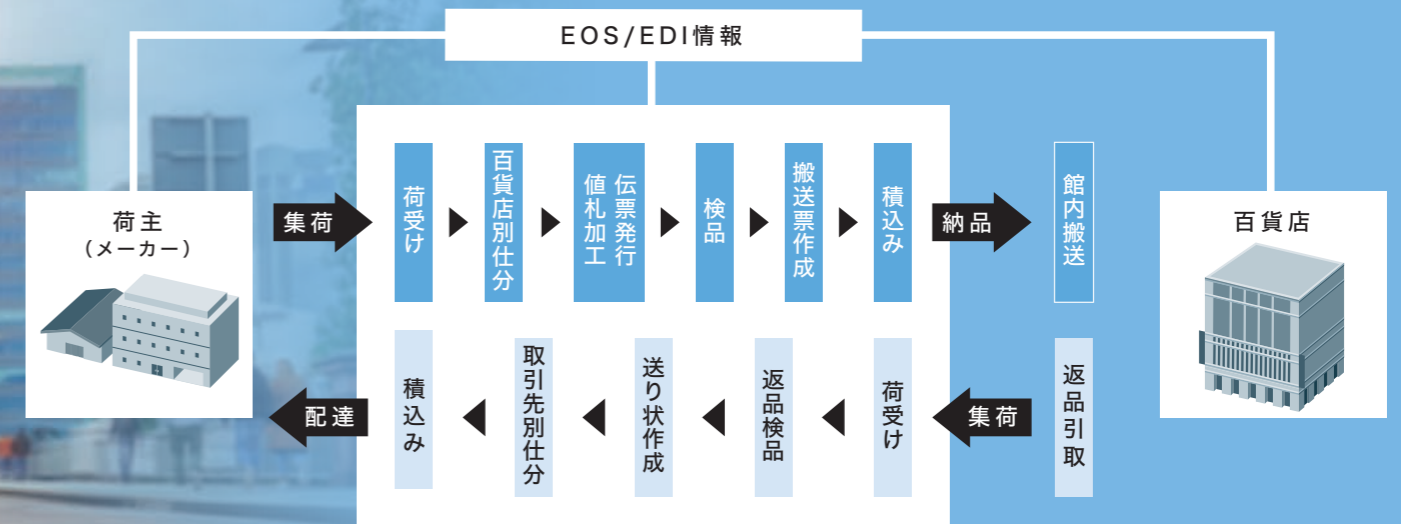 EOS/EDI情報
荷主
（メーカー）
集荷
荷受け
百貨店別仕分
伝票発行
値札加工
検品
搬送票作成
積込み
納品
館内搬送
百貨店
返品引取
集荷
荷受け
返品検品
送り状作成
取引先別仕分
積込み
配達